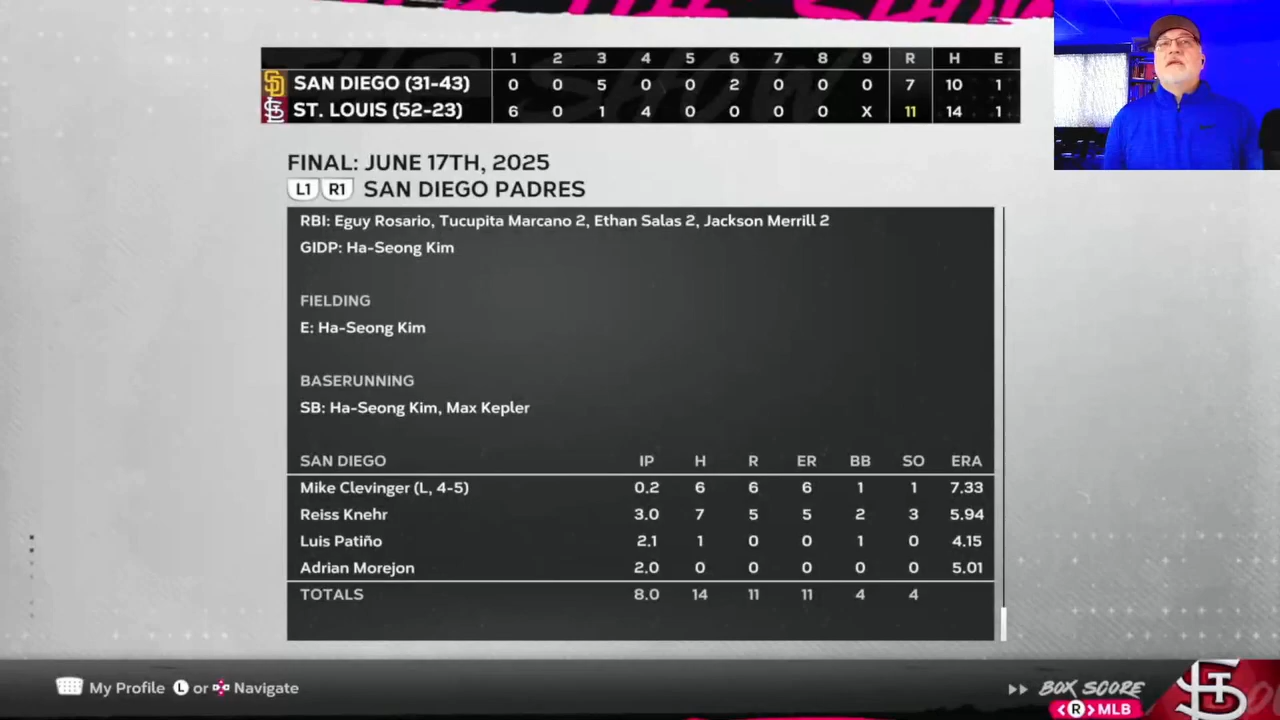 1 2 3 4 5 6 7 8 9 R H E
SAN DIEGO (31-43) 0 0 5 0 0 2 0 0 0 7 10 1
ST. LOUIS (52-23) 6 0 1 4 0 0 0 0 X 11 14 1
FINAL: JUNE 17TH, 2025
L1 R1 SAN DIEGO PADRES
RBI: Eguy Rosario, Tucupita Marcano 2, Ethan Salas 2, Jackson Merrill 2
GIDP: Ha-Seong Kim
FIELDING
E: Ha-Seong Kim
BASERUNNING
SB: Ha-Seong Kim, Max Kepler
SAN DIEGO IP H R ER BB SO ERA
Mike Clevinger (L, 4-5) 0.2 6 6 6 1 1 7.33
Reiss Knehr 3.0 7 5 5 2 3 5.94
Luis Patiño 2.1 1 0 0 1 0 4.15
Adrian Morejon 2.0 0 0 0 0 0 5.01
TOTALS 8.0 14 11 11 4 4
My Profile L or Navigate
BOX SCORE
<R> MLB